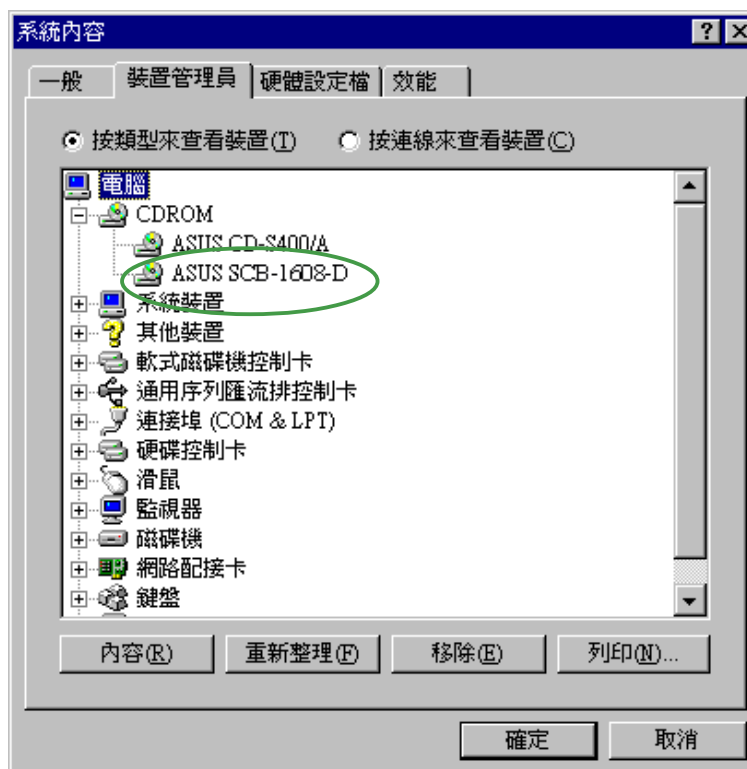 系統內容
一般 裝置管理員 硬體設定檔 效能
按類型來查看裝置(T) 按連線來查看裝置(C)
電腦
CDROM
ASUS CD-S400/A
ASUS SCB-1608-D
系統裝置
其他裝置
軟式磁碟機控制卡
通用序列匯流排控制卡
連接埠 (COM & LPT)
硬碟控制卡
滑鼠
監視器
磁碟機
網路配接卡
鍵盤
內容(R) 重新整理(F) 移除(E) 列印(N)...
確定 取消